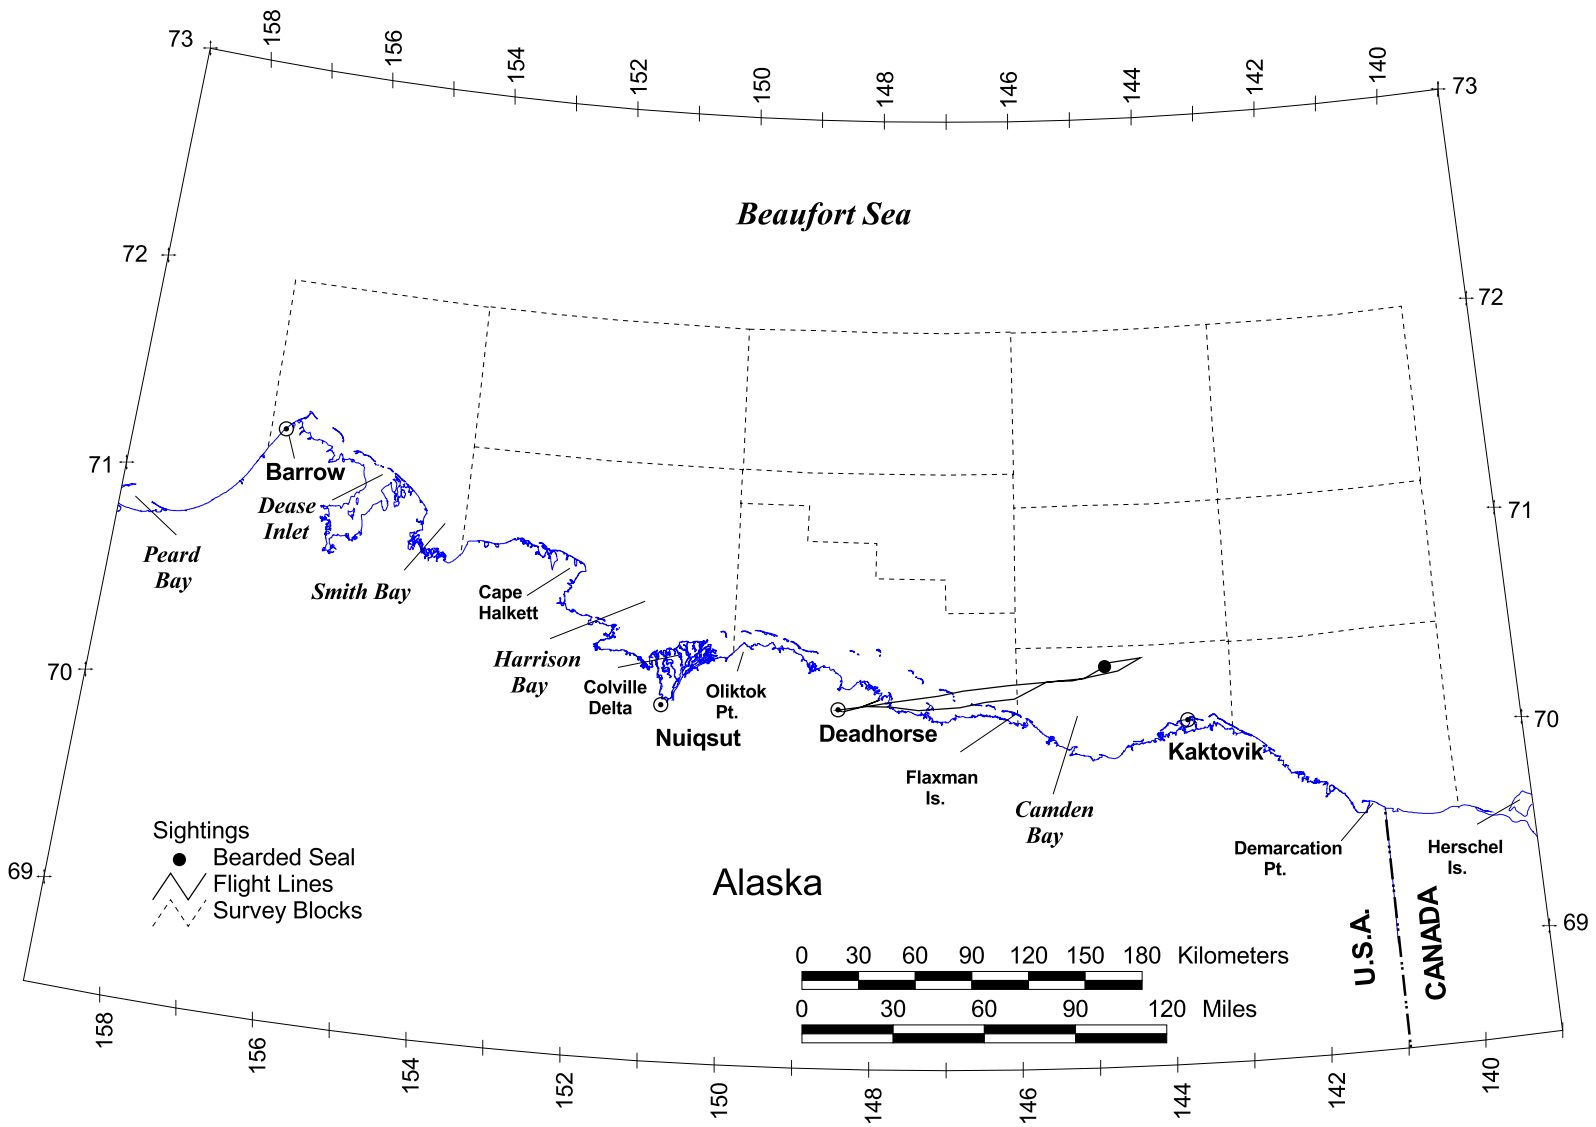 158
156
154
152
150
148
146
144
142
140
73
73
Beaufort Sea
72
72
71
71
Barrow
Dease
Inlet
Peard
Bay
Smith Bay
Cape
Halkett
Harrison
Bay
70
70
Colville
Delta
Oliktok
Pt.
Nuiqsut
Deadhorse
Kaktovik
Flaxman
Is.
Camden
Bay
Demarcation
Pt.
Herschel
Is.
Sightings
Bearded Seal
Flight Lines
Survey Blocks
69
69
Alaska
U.S.A.
CANADA
0 30 60 90 120 150 180 Kilometers
0 30 60 90 120 Miles
158
156
154
152
150
148
146
144
142
140